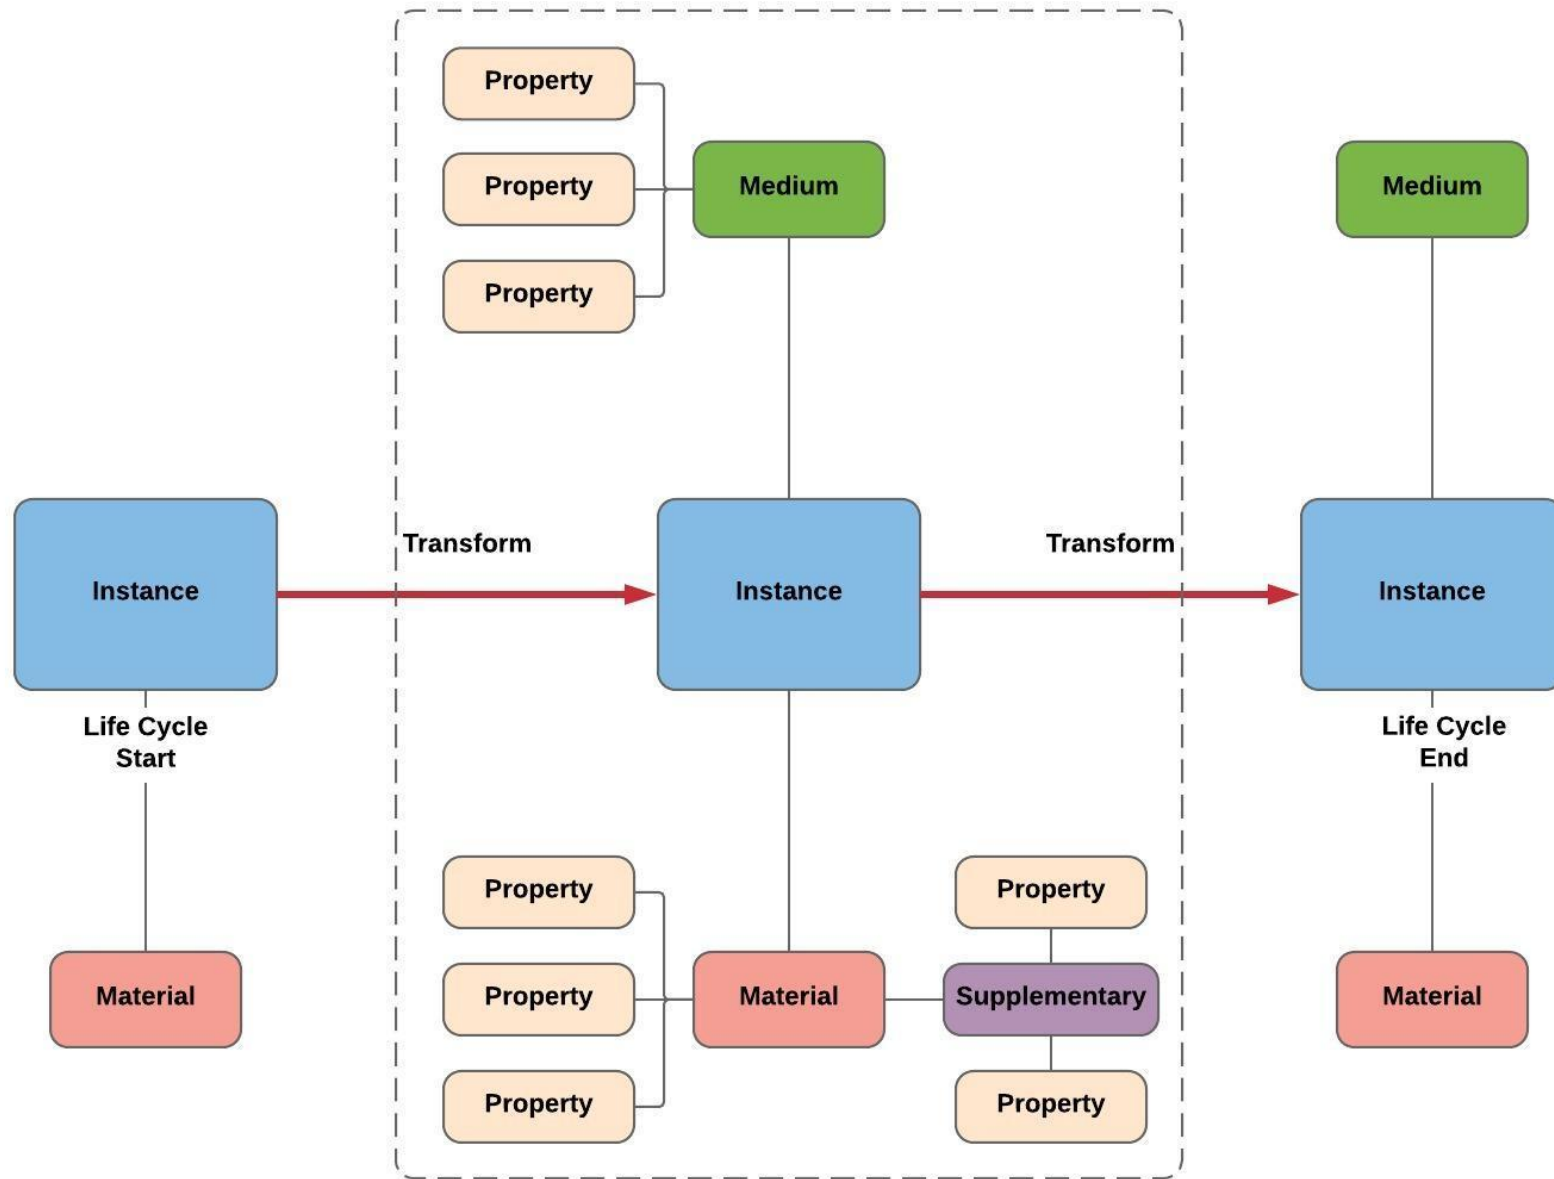 Property
Property
Medium
Medium
Property
Transform
Transform
Instance
Instance
Instance
Life Cycle
Start
Life Cycle
End
Property
Property
Material
Property
Material
Supplementary
Material
Property
Property